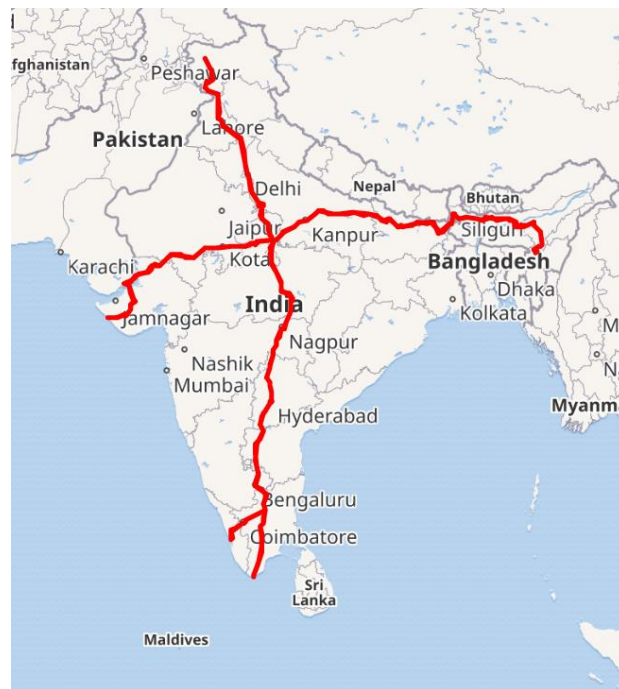 fghanistan
Peshawar
Lahore
Pakistan
Delhi
Nepal
Bhutan
Jaipur
Kanpur
Siliguri
Kota
Karachi
Bangladesh
Dhaka
India
Jamnagar
Kolkata
Nagpur
Nashik
Mumbai
Myanma
Hyderabad
Bengaluru
Coimbatore
Sri
Lanka
Maldives